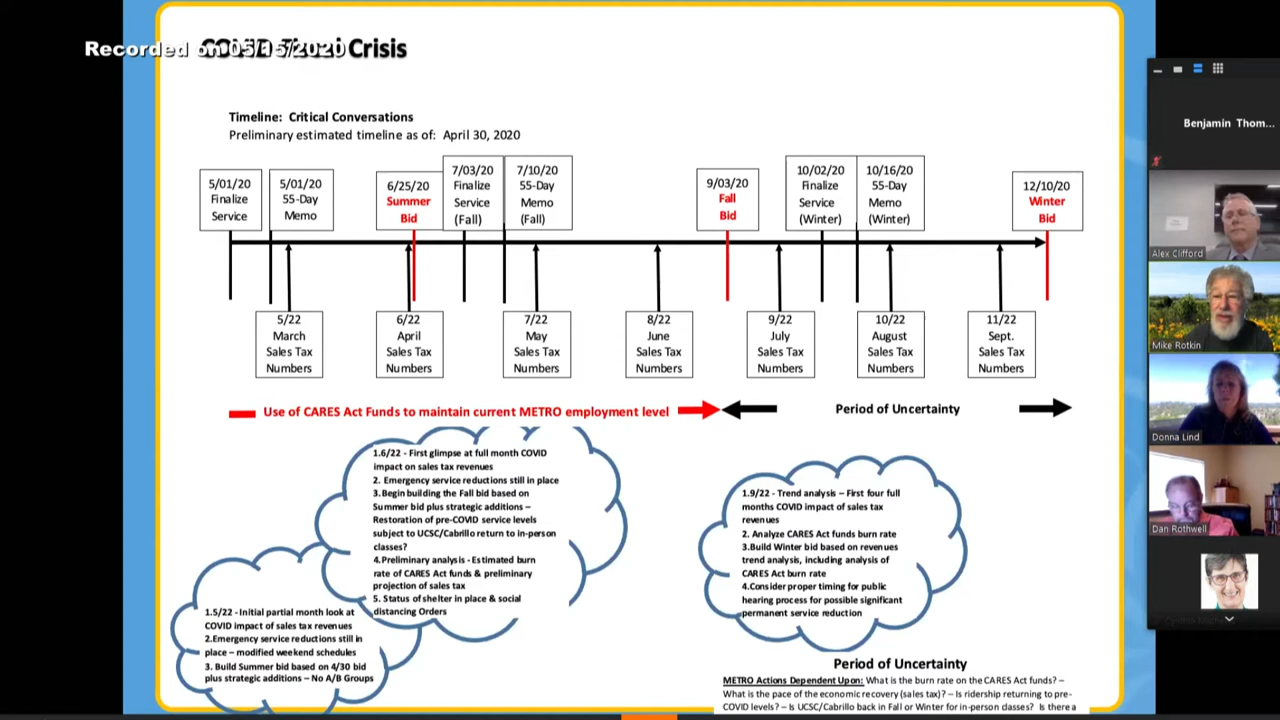 Recorded on 05/15/2020
COVID Fiscal Crisis
Timeline: Critical Conversations
Preliminary estimated timeline as of: April 30, 2020
5/01/20
Finalize
Service
5/01/20
55-Day
Memo
6/25/20
Summer
Bid
7/03/20
Finalize
Service
(Fall)
7/10/20
55-Day
Memo
(Fall)
9/03/20
Fall
Bid
10/02/20
Finalize
Service
(Winter)
10/16/20
55-Day
Memo
(Winter)
12/10/20
Winter
Bid
5/22
March
Sales Tax
Numbers
6/22
April
Sales Tax
Numbers
7/22
May
Sales Tax
Numbers
8/22
June
Sales Tax
Numbers
9/22
July
Sales Tax
Numbers
10/22
August
Sales Tax
Numbers
11/22
Sept.
Sales Tax
Numbers
Use of CARES Act Funds to maintain current METRO employment level
Period of Uncertainty
1.6/22 - First glimpse at full month COVID
impact on sales tax revenues
2. Emergency service reductions still in place
3.Begin building the Fall bid based on
Summer bid plus strategic additions –
Restoration of pre-COVID service levels
subject to UCSC/Cabrillo return to in-person
classes?
4.Preliminary analysis - Estimated burn
rate of CARES Act funds & preliminary
projection of sales tax
5. Status of shelter in place & social
distancing Orders
1.5/22 - Initial partial month look at
COVID impact of sales tax revenues
2.Emergency service reductions still in
place – modified weekend schedules
3. Build Summer bid based on 4/30 bid
plus strategic additions – No A/B Groups
1.9/22 - Trend analysis – First four full
months COVID impact of sales tax
revenues
2. Analyze CARES Act funds burn rate
3.Build Winter bid based on revenues
trend analysis, including analysis of
CARES Act burn rate
4.Consider proper timing for public
hearing process for possible significant
permanent service reduction
Period of Uncertainty
METRO Actions Dependent Upon: What is the burn rate on the CARES Act funds? –
What is the pace of the economic recovery (sales tax)? – Is ridership returning to pre-
COVID levels? – Is UCSC/Cabrillo back in Fall or Winter for in-person classes? Is there a
Benjamin Thom...
Alex Clifford
Mike Rotkin
Donna Lind
Dan Rothwell